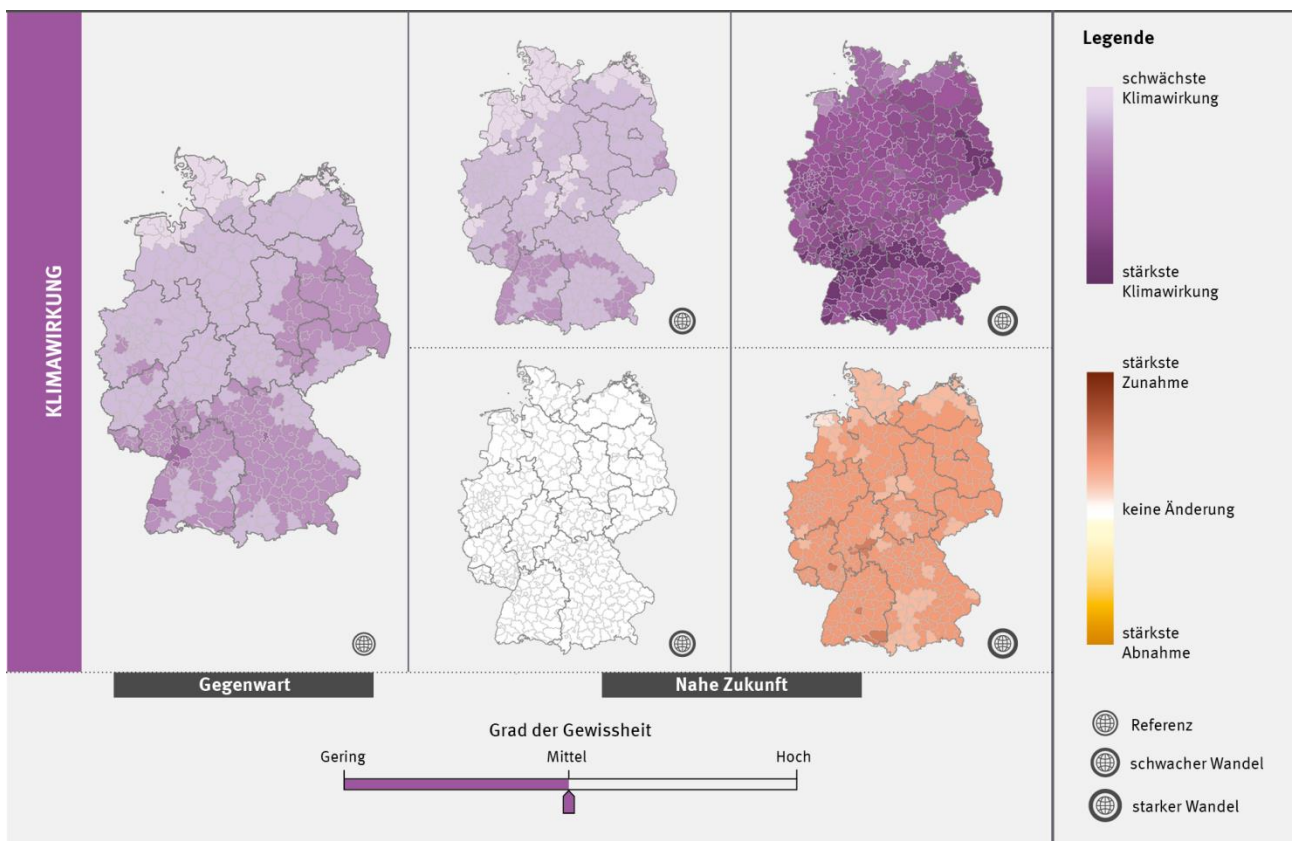 KLIMAWIRKUNG
Gegenwart
Nahe Zukunft
Grad der Gewissheit
Gering
Mittel
Hoch
Legende
schwächste
Klimawirkung
stärkste
Klimawirkung
stärkste
Zunahme
keine Änderung
stärkste
Abnahme
Referenz
schwacher Wandel
starker Wandel